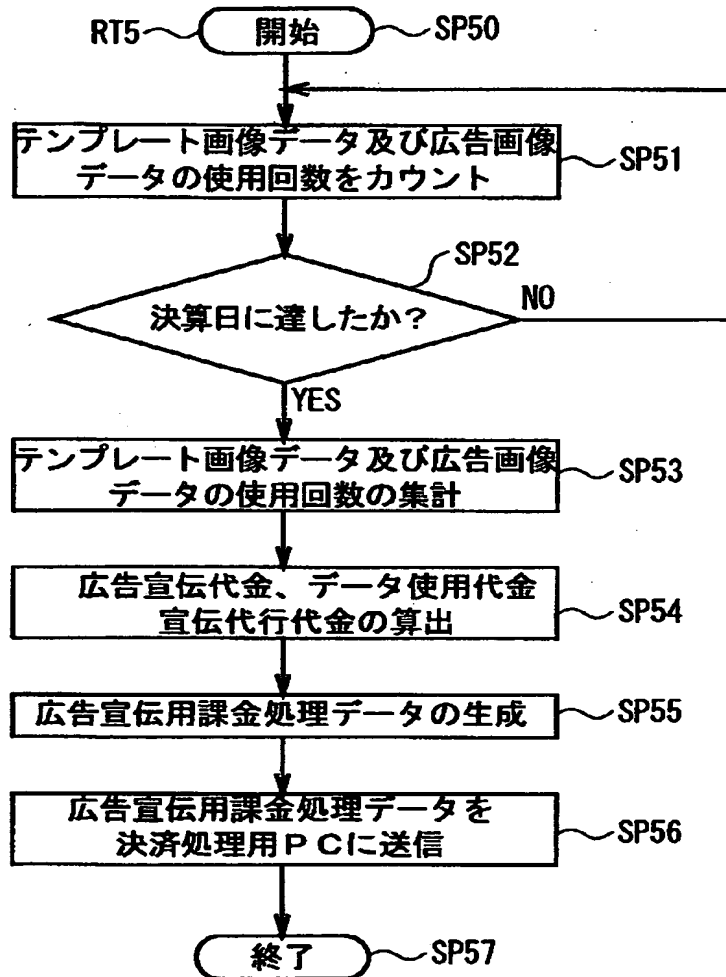 RT5 開始 SP50
テンプレート画像データ及び広告画像
データの使用回数をカウント SP51
SP52
決算日に達したか? NO
YES
テンプレート画像データ及び広告画像
データの使用回数の集計 SP53
広告宣伝代金、データ使用代金
宣伝代行代金の算出 SP54
広告宣伝用課金処理データの生成 SP55
広告宣伝用課金処理データを
決済処理用PCに送信 SP56
終了 SP57